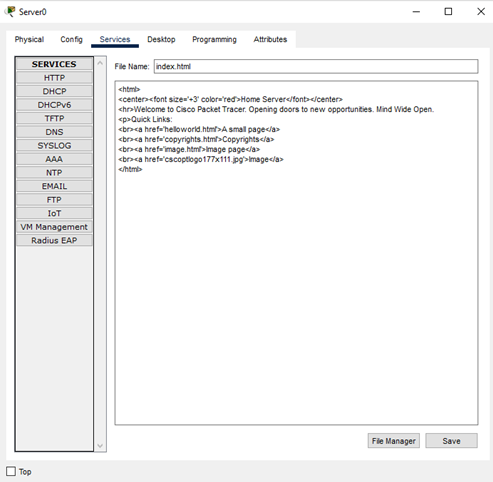 Server0
Physical Config Services Desktop Programming Attributes
SERVICES
HTTP
DHCP
DHCPv6
TFTP
DNS
SYSLOG
AAA
NTP
EMAIL
FTP
IoT
VM Management
Radius EAP
File Name: index.html
<html>
<center><font size='+3' color='red'>Home Server</font></center>
<hr>Welcome to Cisco Packet Tracer. Opening doors to new opportunities. Mind Wide Open.
<p>Quick Links:
<br><a href='helloworld.html'>A small page</a>
<br><a href='copyrights.html'>Copyrights</a>
<br><a href='image.html'>Image page</a>
<br><a href='cscoptlogo177x111.jpg'>Image</a>
</html>
File Manager Save
Top